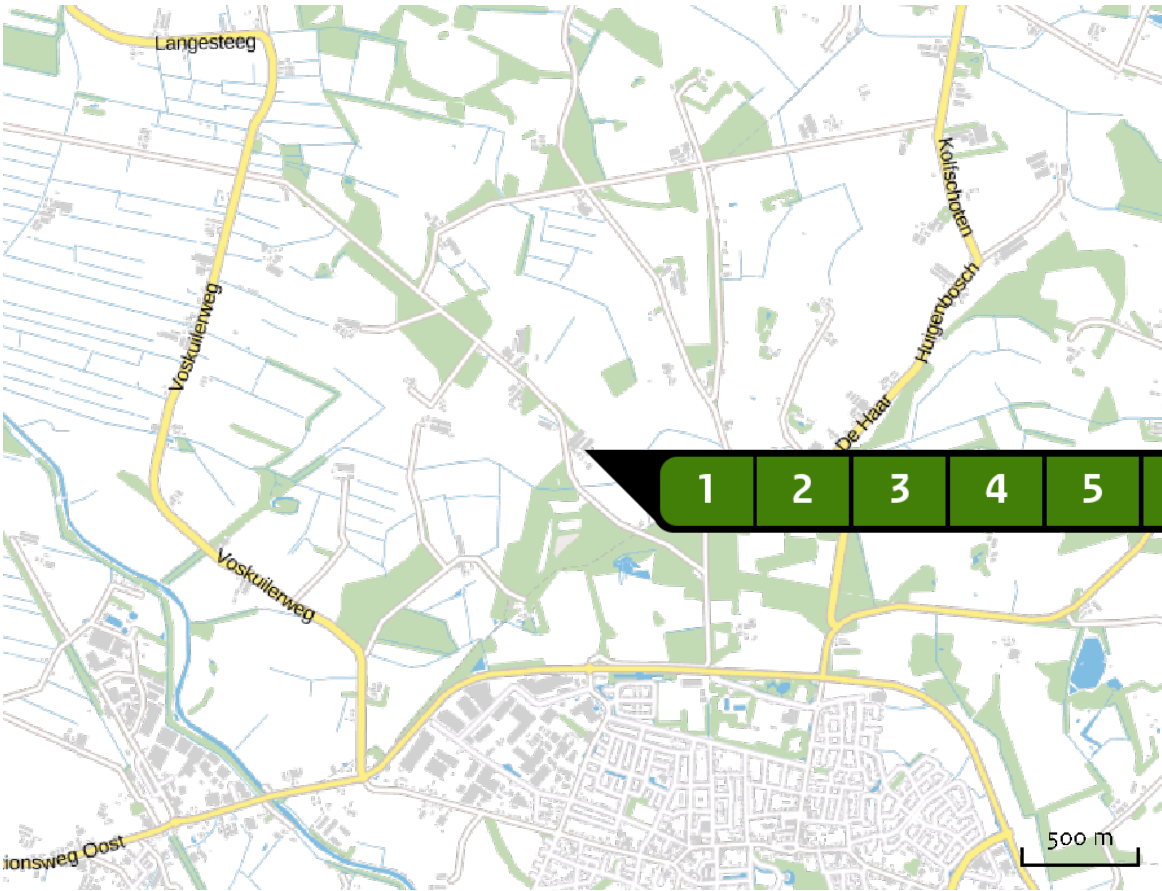 Langesteeg
Kolfschoten
Huigenbosch
Voskuilerweg
De Haar
1 2 3 4 5
Voskuilerweg
500 m
ionsweg Oost